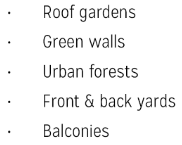 · Roof gardens
· Green walls
· Urban forests
· Front & back yards
· Balconies